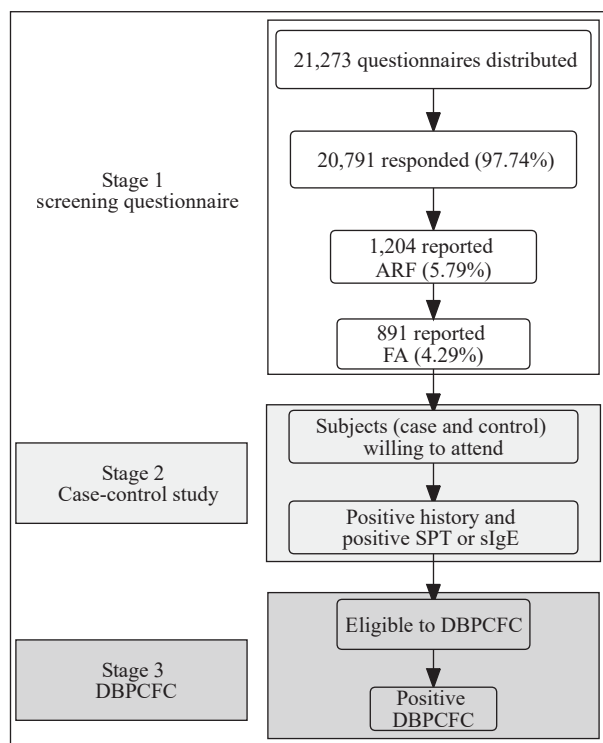 21,273 questionnaires distributed
20,791 responded (97.74%)
Stage 1
screening questionnaire
1,204 reported
ARF (5.79%)
891 reported
FA (4.29%)
Subjects (case and control)
willing to attend
Stage 2
Case-control study
Positive history and
positive SPT or sIgE
Eligible to DBPCFC
Stage 3
DBPCFC
Positive
DBPCFC